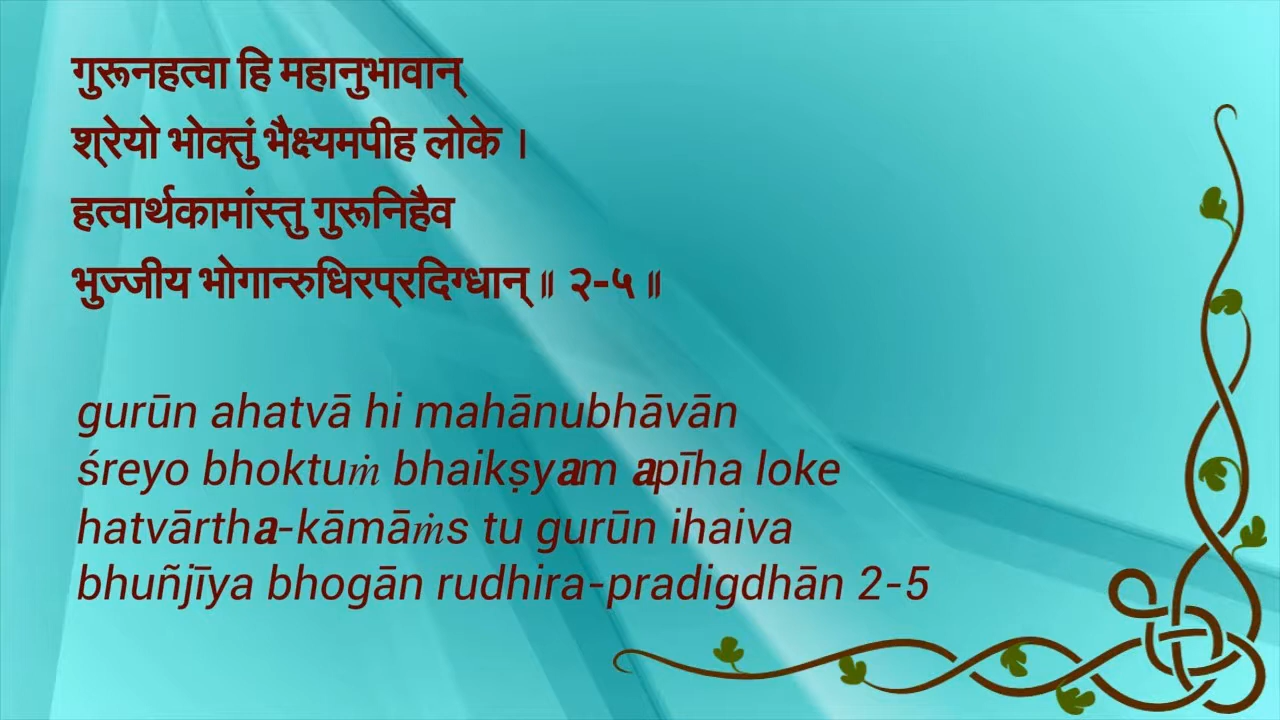 गुरूनहत्वा हि महानुभावान्
श्रेयो भोक्तुं भैक्ष्यमपीह लोके ।
हत्वार्थकामांस्तु गुरूनिहैव
भुज्जीय भोगान्रुधिरप्रदिग्धान् ॥ २-५ ॥
gurūn ahatvā hi mahānubhāvān
śreyo bhoktuṁ bhaikṣyam apīha loke
hatvārtha-kāmāṁs tu gurūn ihaiva
bhuñjīya bhogān rudhira-pradigdhān 2-5